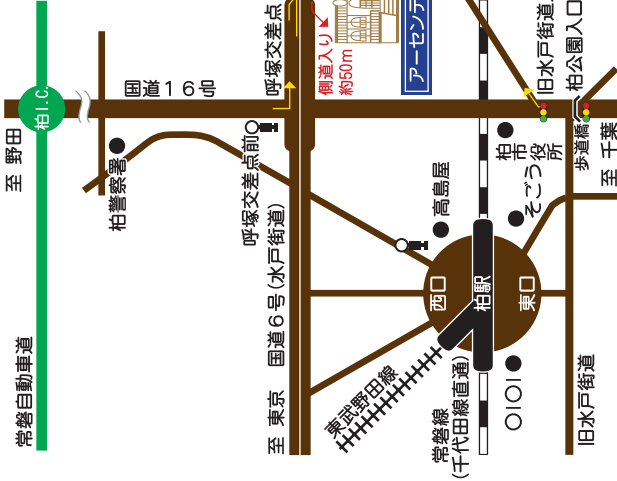 呼塚交差点
側道入り
約50m
アーセンテ
旧水戸街道入
柏公園入口
柏I.C.
国道16号
至 野田
柏警察署
呼塚交差点前
柏市
役所
歩道橋
至 千葉
高島屋
そごう
西口
柏駅
東口
国道6号(水戸街道)
常磐自動車道
至 東京
東武野田線
常磐線
(千代田線直通)
OIOI
旧水戸街道